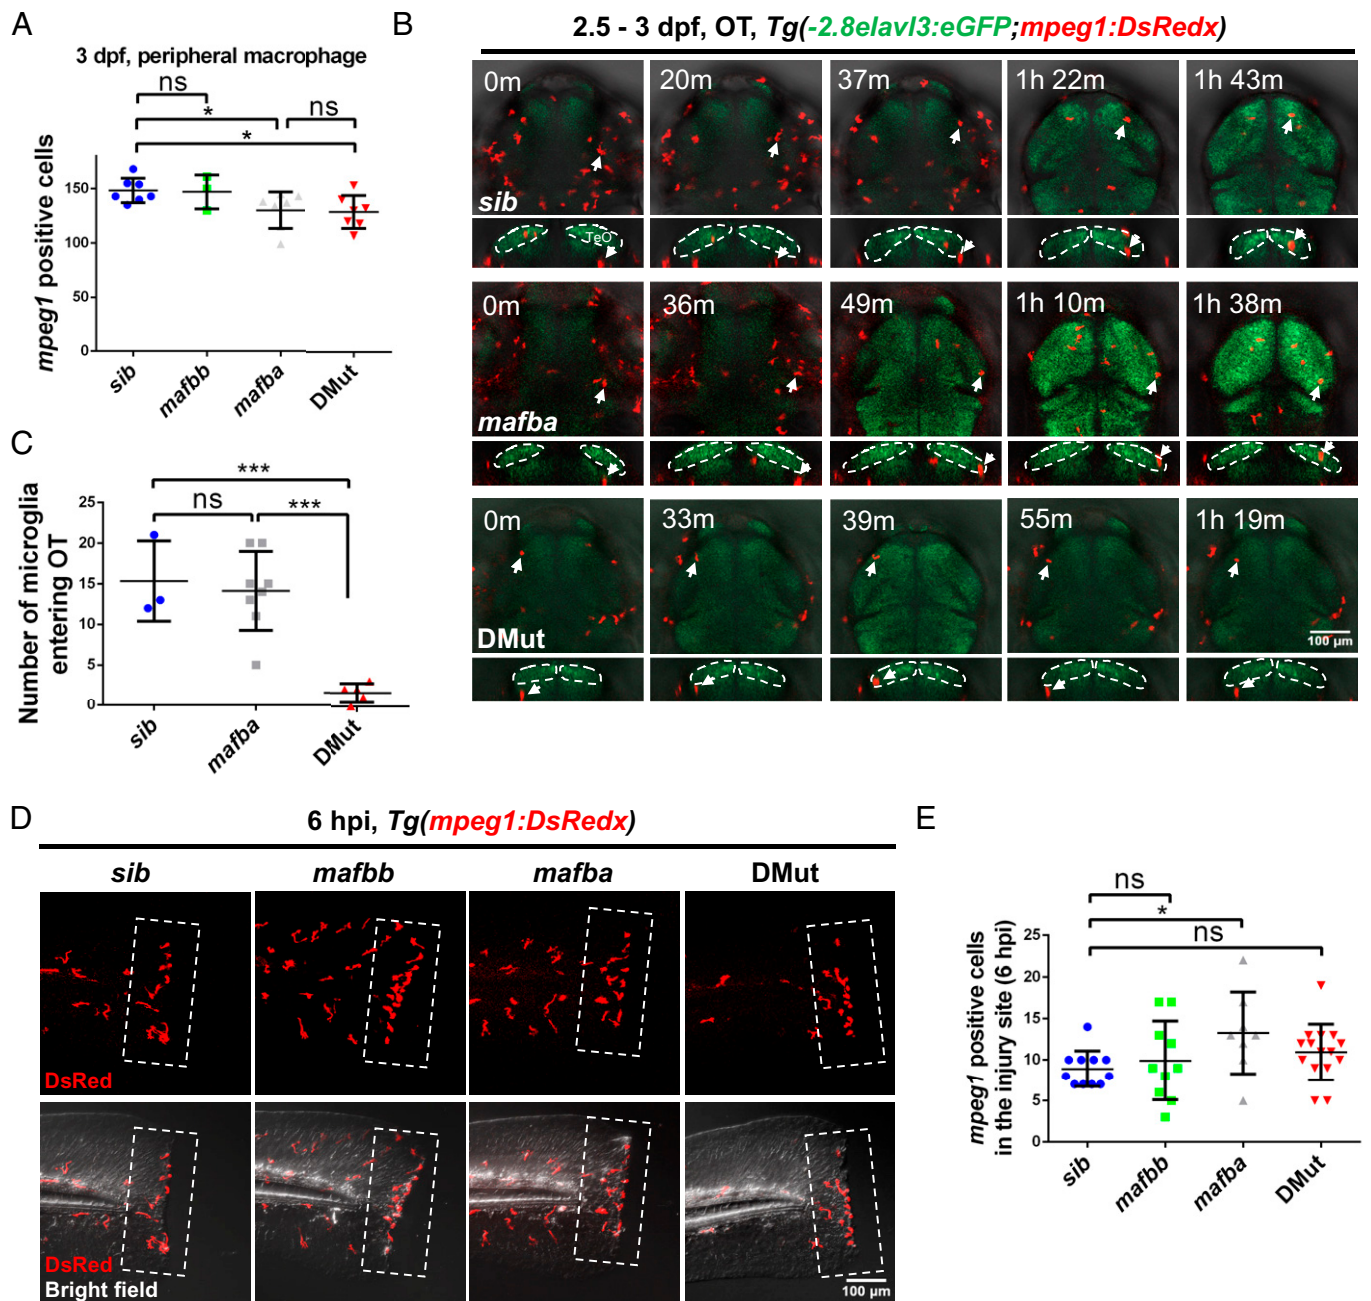 A
3 dpf, peripheral macrophage
ns
*
ns
*
mpeg1 positive cells
150
100
50
0
sib
mafbb
mafba
DMut
B
2.5 - 3 dpf, OT, Tg(-2.8elavl3:eGFP;mpeg1:DsRedx)
0m
20m
37m
1h 22m
1h 43m
sib
TeO
0m
36m
49m
1h 10m
1h 38m
mafba
0m
33m
39m
55m
1h 19m
DMut
100 µm
C
***
ns
***
Number of microglia
entering OT
25
20
15
10
5
0
sib
mafba
DMut
D
6 hpi, Tg(mpeg1:DsRedx)
sib
mafbb
mafba
DMut
DsRed
DsRed
Bright field
100 µm
E
ns
*
ns
mpeg1 positive cells
in the injury site (6 hpi)
25
20
15
10
5
0
sib
mafbb
mafba
DMut